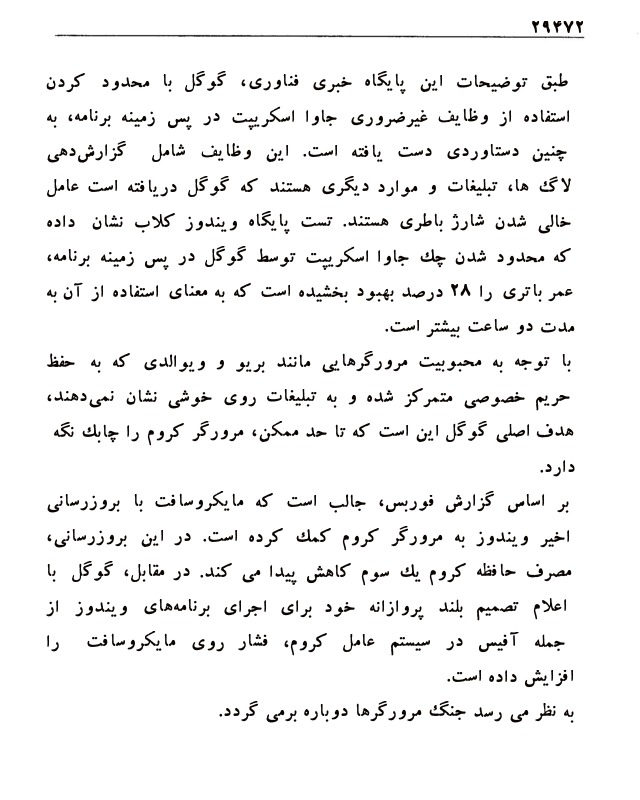 ۲۹۴۷۲
طبق توضیحات این پایگاه خبری فناوری، گوگل با محدود کردن
استفاده از وظایف غیرضروری جاوا اسکریپت در پس زمینه برنامه، به
چنین دستاوردی دست یافته است. این وظایف شامل گزارش‌دهی
لاگ ها، تبلیغات و موارد دیگری هستند که گوگل دریافته است عامل
خالی شدن شارژ باطری هستند. تست پایگاه ویندوز کلاب نشان داده
که محدود شدن چک جاوا اسکریپت توسط گوگل در پس زمینه برنامه،
عمر باتری را ۲۸ درصد بهبود بخشیده است که به معنای استفاده از آن به
مدت دو ساعت بیشتر است.
با توجه به محبوبیت مرورگرهایی مانند بریو و ویوالدی که به حفظ
حریم خصوصی متمرکز شده و به تبلیغات روی خوشی نشان نمی‌دهند،
هدف اصلی گوگل این است که تا حد ممکن، مرورگر کروم را چابک نگه
دارد.
بر اساس گزارش فوربس، جالب است که مایکروسافت با بروزرسانی
اخیر ویندوز به مرورگر کروم کمک کرده است. در این بروزرسانی،
مصرف حافظه کروم یک سوم کاهش پیدا می کند. در مقابل، گوگل با
اعلام تصمیم بلند پروازانه خود برای اجرای برنامه‌های ویندوز از
جمله آفیس در سیستم عامل کروم، فشار روی مایکروسافت را
افزایش داده است.
به نظر می رسد جنگ مرورگرها دوباره برمی گردد.